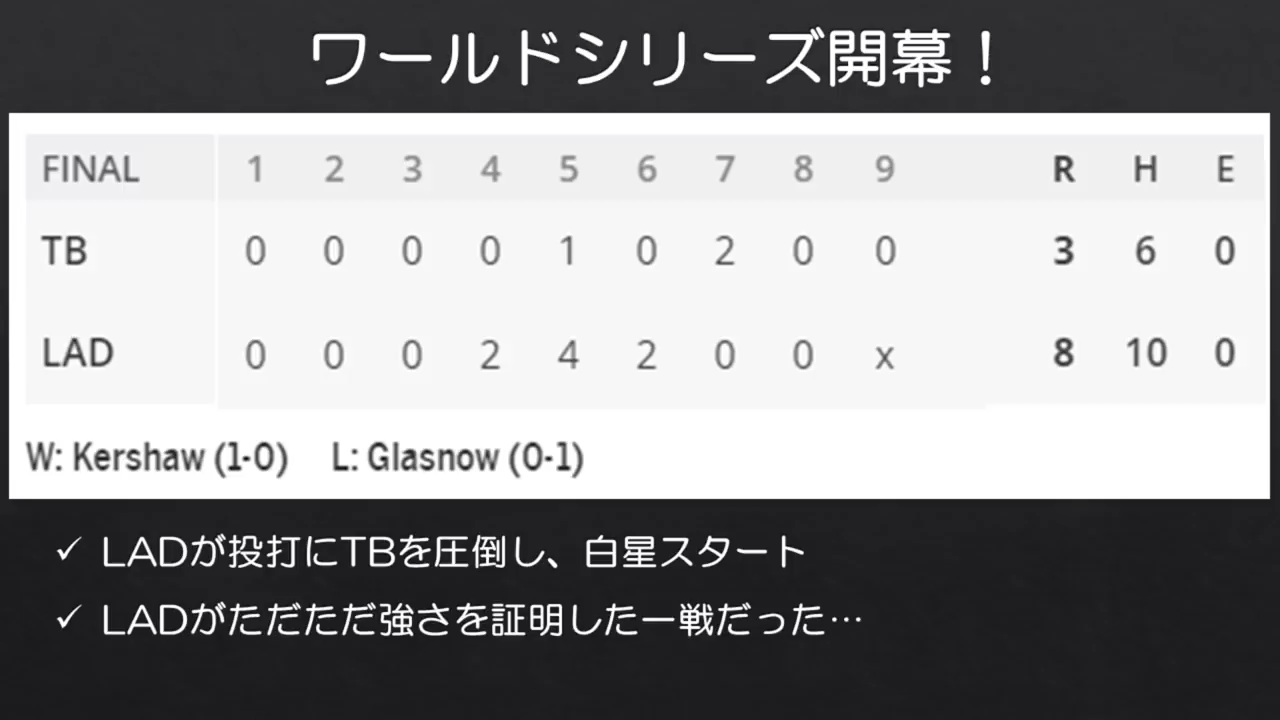 ワールドシリーズ開幕！
FINAL 1 2 3 4 5 6 7 8 9 R H E
TB 0 0 0 0 1 0 2 0 0 3 6 0
LAD 0 0 0 2 4 2 0 0 x 8 10 0
W: Kershaw (1-0) L: Glasnow (0-1)
✓ LADが投打にTBを圧倒し、白星スタート
✓ LADがただただ強さを証明した一戦だった…